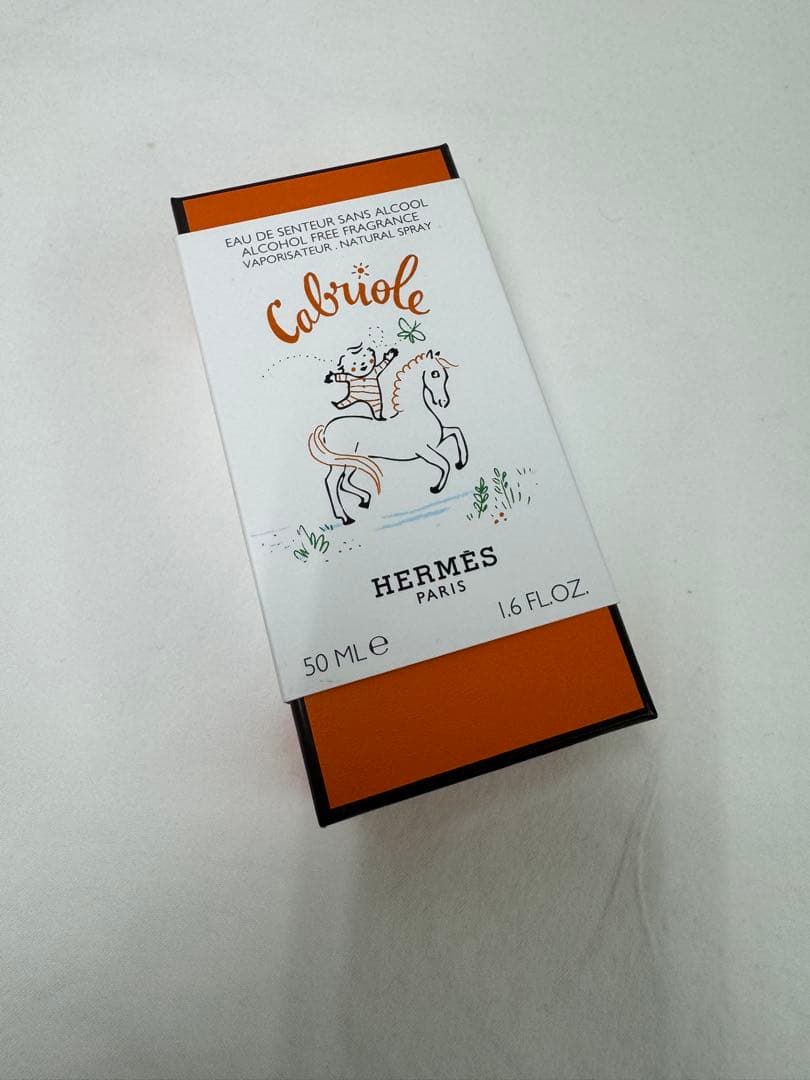 EAU DE SENTEUR SANS ALCOOL
ALCOHOL FREE FRAGRANCE
VAPORISATEUR . NATURAL SPRAY
Cabriole
HERMĒS
PARIS
50 ML ℮
1.6 FL.OZ.